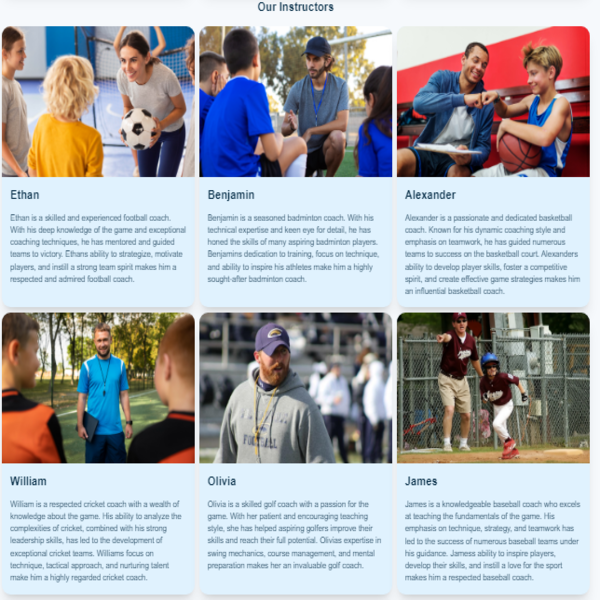 Our Instructors
Ethan
Ethan is a skilled and experienced football coach.
With his deep knowledge of the game and exceptional
coaching techniques, he has mentored and guided
teams to victory. Ethans ability to strategize, motivate
players, and instill a strong team spirit makes him a
respected and admired football coach.
Benjamin
Benjamin is a seasoned badminton coach. With his
technical expertise and keen eye for detail, he has
honed the skills of many aspiring badminton players.
Benjamins dedication to training, focus on technique,
and ability to inspire his athletes make him a highly
sought-after badminton coach.
Alexander
Alexander is a passionate and dedicated basketball
coach. Known for his dynamic coaching style and
emphasis on teamwork, he has guided numerous
teams to success on the basketball court. Alexanders
ability to develop player skills, foster a competitive
spirit, and create effective game strategies makes him
an influential basketball coach.
FOOTBALL
William
William is a respected cricket coach with a wealth of
knowledge about the game. His ability to analyze the
complexities of cricket, combined with his strong
leadership skills, has led to the development of
exceptional cricket teams. Williams focus on
technique, tactical approach, and nurturing talent
make him a highly regarded cricket coach.
Olivia
Olivia is a skilled golf coach with a passion for the
game. With her patient and encouraging teaching
style, she has helped aspiring golfers improve their
skills and reach their full potential. Olivias expertise in
swing mechanics, course management, and mental
preparation makes her an invaluable golf coach.
James
James is a knowledgeable baseball coach who excels
at teaching the fundamentals of the game. His
emphasis on technique, strategy, and teamwork has
led to the success of numerous baseball teams under
his guidance. Jamess ability to inspire players,
develop their skills, and instill a love for the sport
makes him a respected baseball coach.